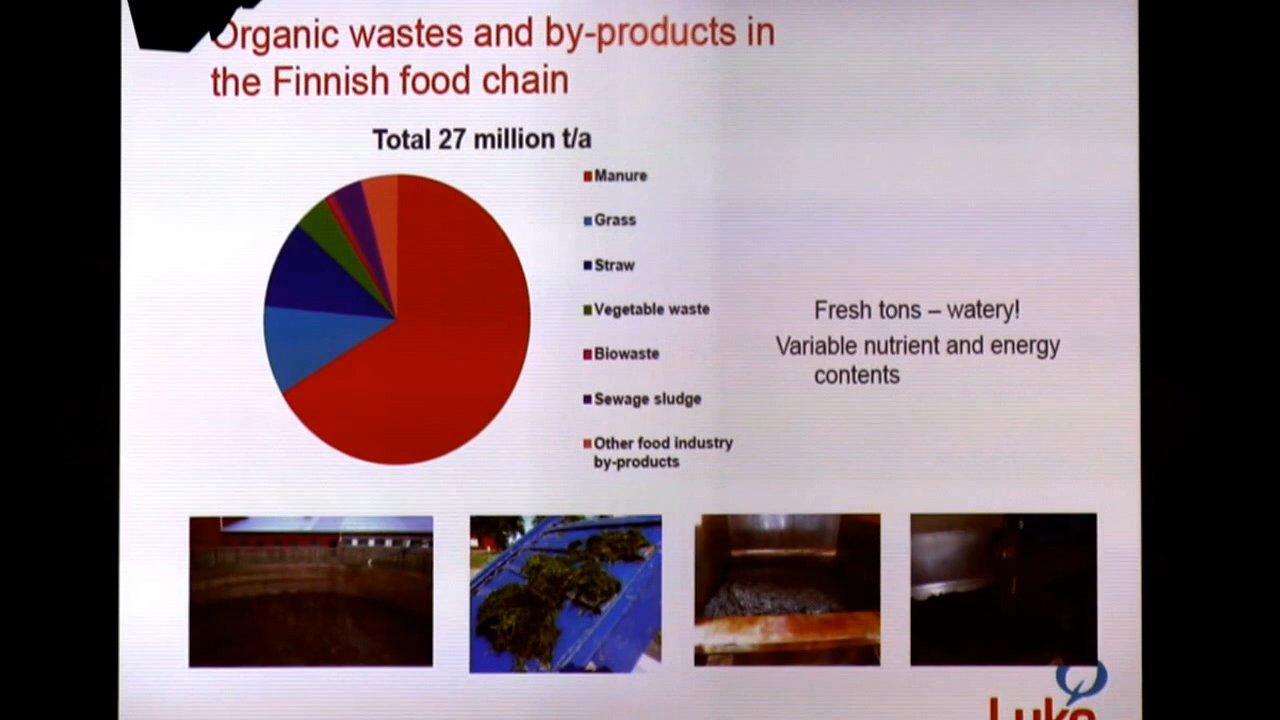 Organic wastes and by-products in
the Finnish food chain
Total 27 million t/a
Manure
Grass
Straw
Vegetable waste
Biowaste
Sewage sludge
Other food industry
by-products
Fresh tons – watery!
Variable nutrient and energy
contents
Luke